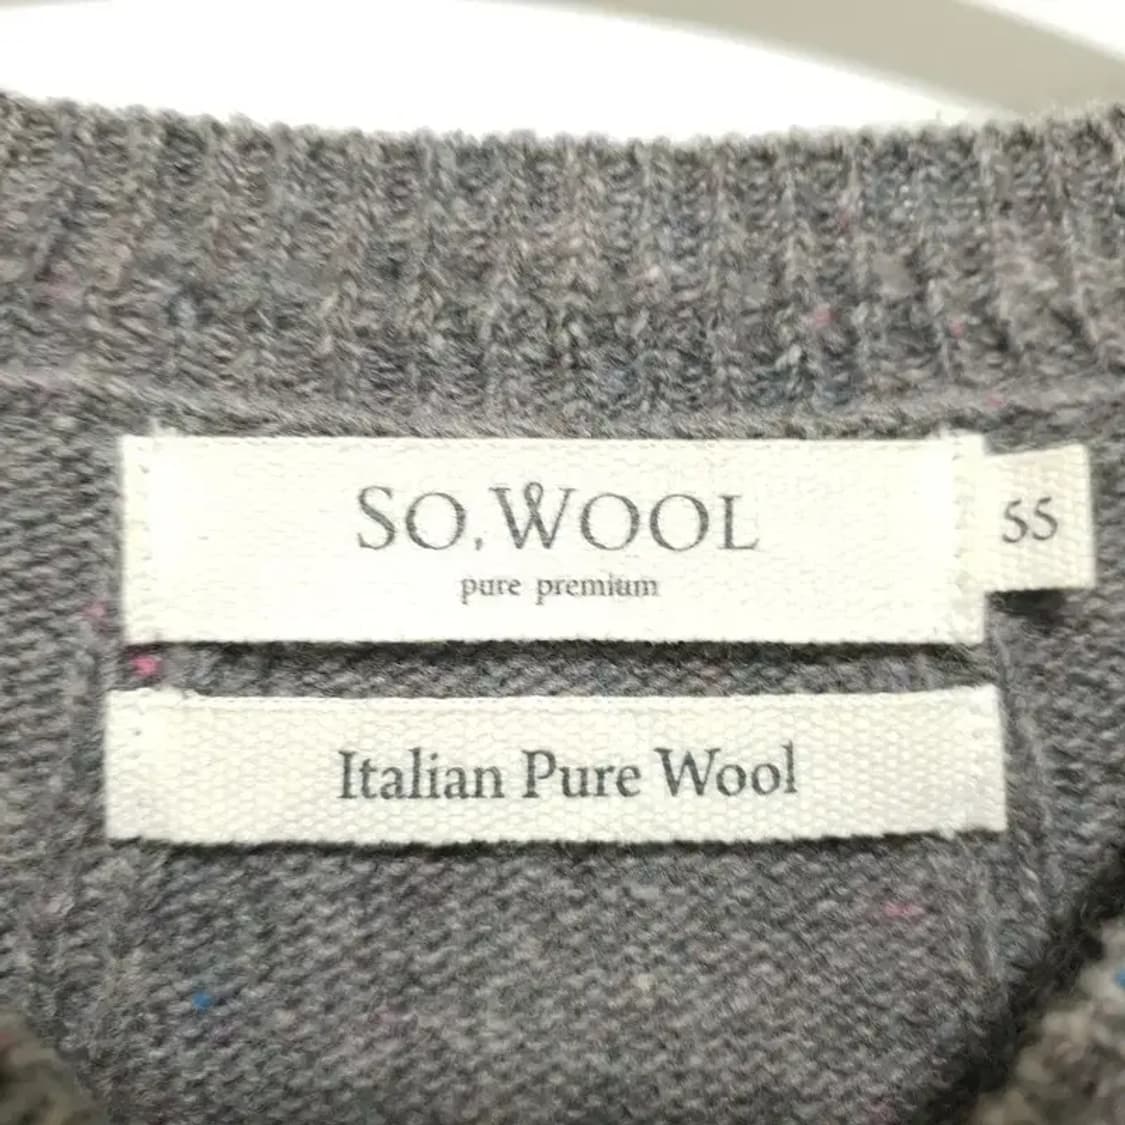 SO,WOOL
55
pure premium
Italian Pure Wool